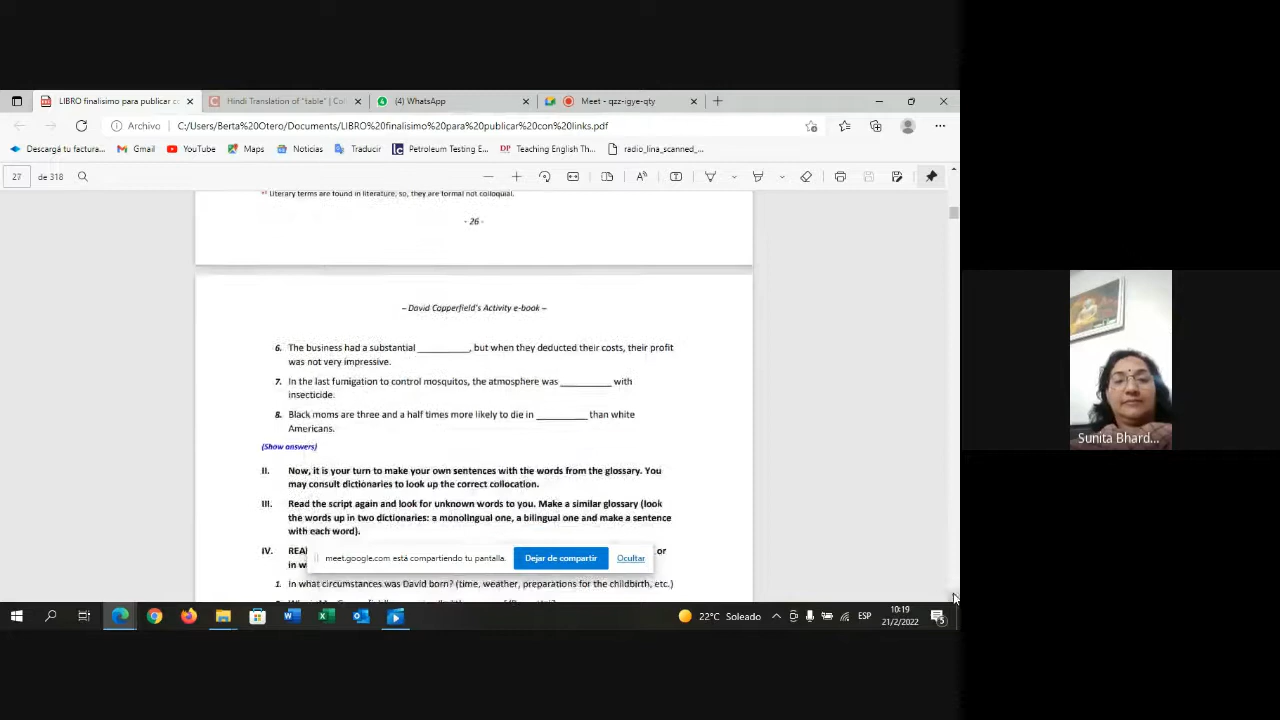 LIBRO finalisimo para publicar c
Hindi Translation of "table" | Col
(4) WhatsApp
Meet - qzz-igye-qty
Archivo
C:/Users/Berta%20Otero/Documents/LIBRO%20finalisimo%20para%20publicar%20con%20links.pdf
Descargá tu factura...
Gmail
YouTube
Maps
Noticias
Traducir
Petroleum Testing E...
DP Teaching English Th...
radio_lina_scanned_...
27 de 318
** Literary terms are found in literature, so, they are formal not colloquial.
- 26 -
– David Copperfield's Activity e-book –
6. The business had a substantial __________, but when they deducted their costs, their profit
was not very impressive.
7. In the last fumigation to control mosquitos, the atmosphere was __________ with
insecticide.
8. Black moms are three and a half times more likely to die in __________ than white
Americans.
(Show answers)
II. Now, it is your turn to make your own sentences with the words from the glossary. You
may consult dictionaries to look up the correct collocation.
III. Read the script again and look for unknown words to you. Make a similar glossary (look
the words up in two dictionaries: a monolingual one, a bilingual one and make a sentence
with each word).
IV. REA or
in w
meet.google.com está compartiendo tu pantalla.
Dejar de compartir
Ocultar
1. In what circumstances was David born? (time, weather, preparations for the childbirth, etc.)
22°C Soleado
ESP
10:19
21/2/2022
5
Sunita Bhard...